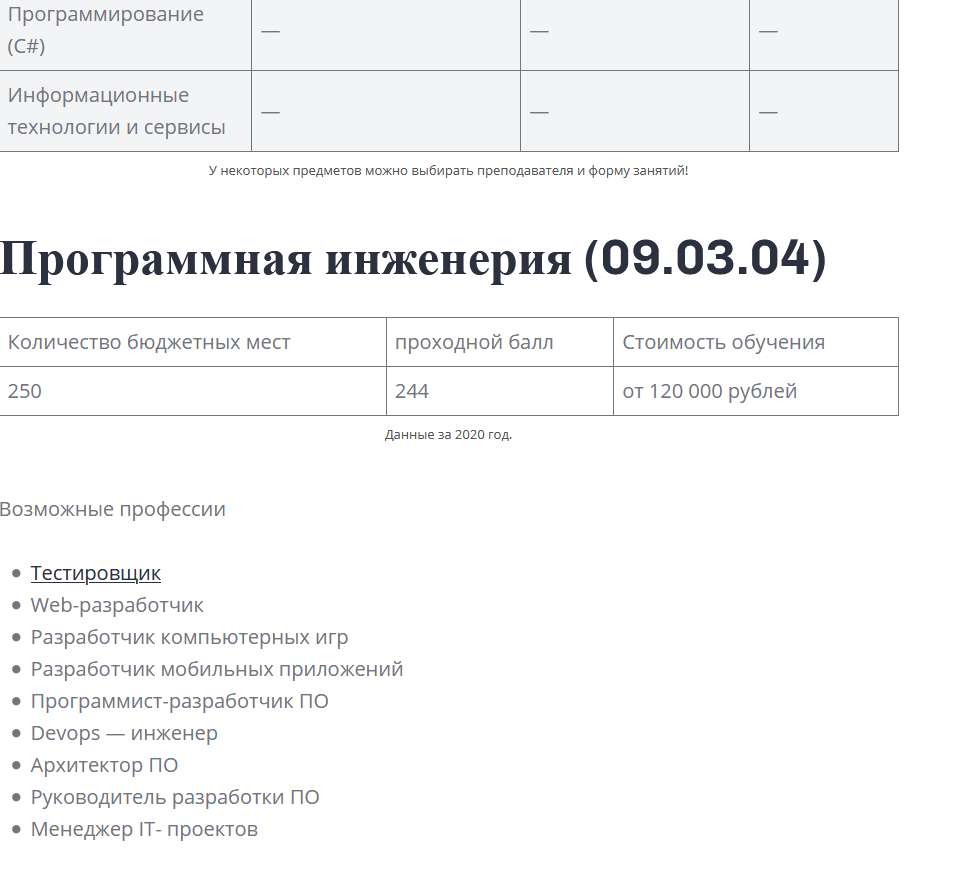 Программирование
(C#)
— — —
Информационные
технологии и сервисы
— — —
У некоторых предметов можно выбирать преподавателя и форму занятий!
Программная инженерия (09.03.04)
Количество бюджетных мест проходной балл Стоимость обучения
250 244 от 120 000 рублей
Данные за 2020 год.
Возможные профессии
Тестировщик
Web-разработчик
Разработчик компьютерных игр
Разработчик мобильных приложений
Программист-разработчик ПО
Devops — инженер
Архитектор ПО
Руководитель разработки ПО
Менеджер IT- проектов